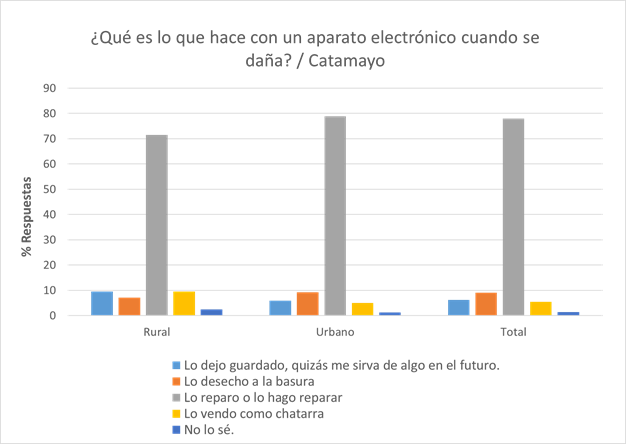 ¿Qué es lo que hace con un aparato electrónico cuando se
daña? / Catamayo
% Respuestas
90
80
70
60
50
40
30
20
10
0
Rural
Urbano
Total
Lo dejo guardado, quizás me sirva de algo en el futuro.
Lo desecho a la basura
Lo reparo o lo hago reparar
Lo vendo como chatarra
No lo sé.